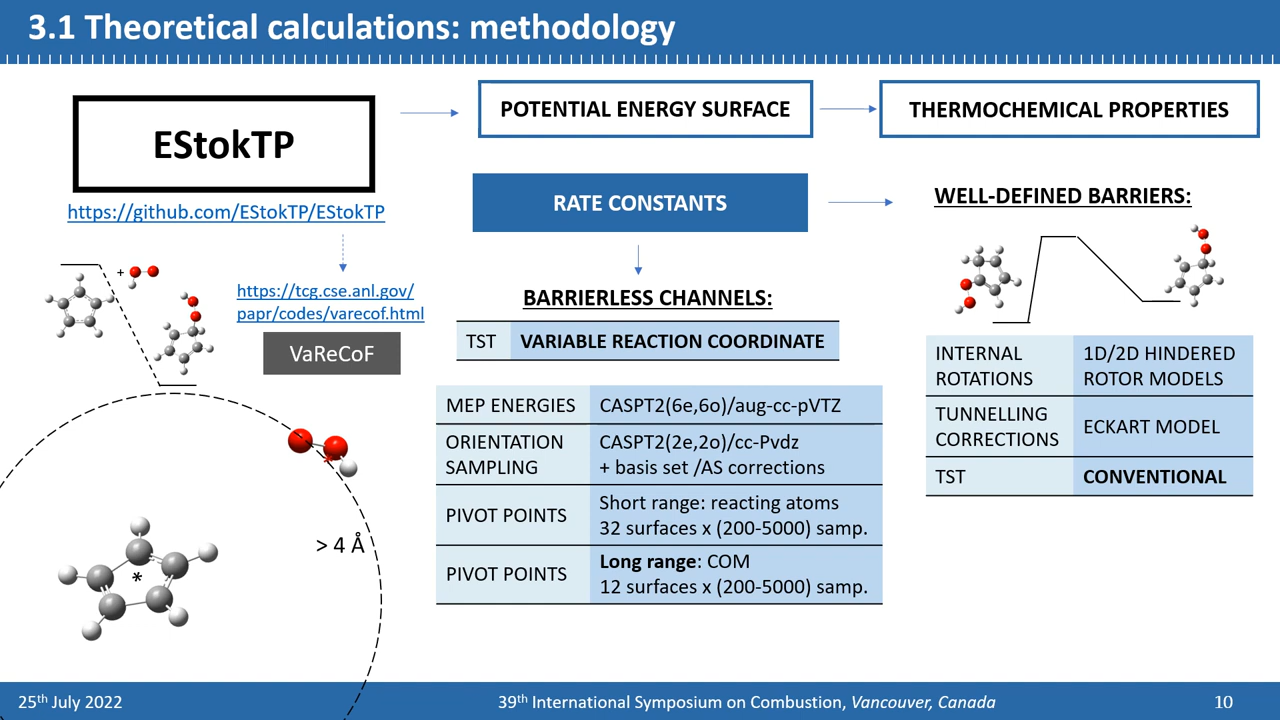 3.1 Theoretical calculations: methodology
EStokTP
https://github.com/EStokTP/EStokTP
POTENTIAL ENERGY SURFACE
THERMOCHEMICAL PROPERTIES
RATE CONSTANTS
+
https://tcg.cse.anl.gov/
papr/codes/varecof.html
VaReCoF
> 4 Å
*
*
BARRIERLESS CHANNELS:
TST VARIABLE REACTION COORDINATE
MEP ENERGIES CASPT2(6e,6o)/aug-cc-pVTZ
ORIENTATION
SAMPLING
CASPT2(2e,2o)/cc-Pvdz
+ basis set /AS corrections
PIVOT POINTS
Short range: reacting atoms
32 surfaces x (200-5000) samp.
PIVOT POINTS
Long range: COM
12 surfaces x (200-5000) samp.
WELL-DEFINED BARRIERS:
INTERNAL
ROTATIONS
1D/2D HINDERED
ROTOR MODELS
TUNNELLING
CORRECTIONS
ECKART MODEL
TST CONVENTIONAL
25th July 2022
39th International Symposium on Combustion, Vancouver, Canada
10